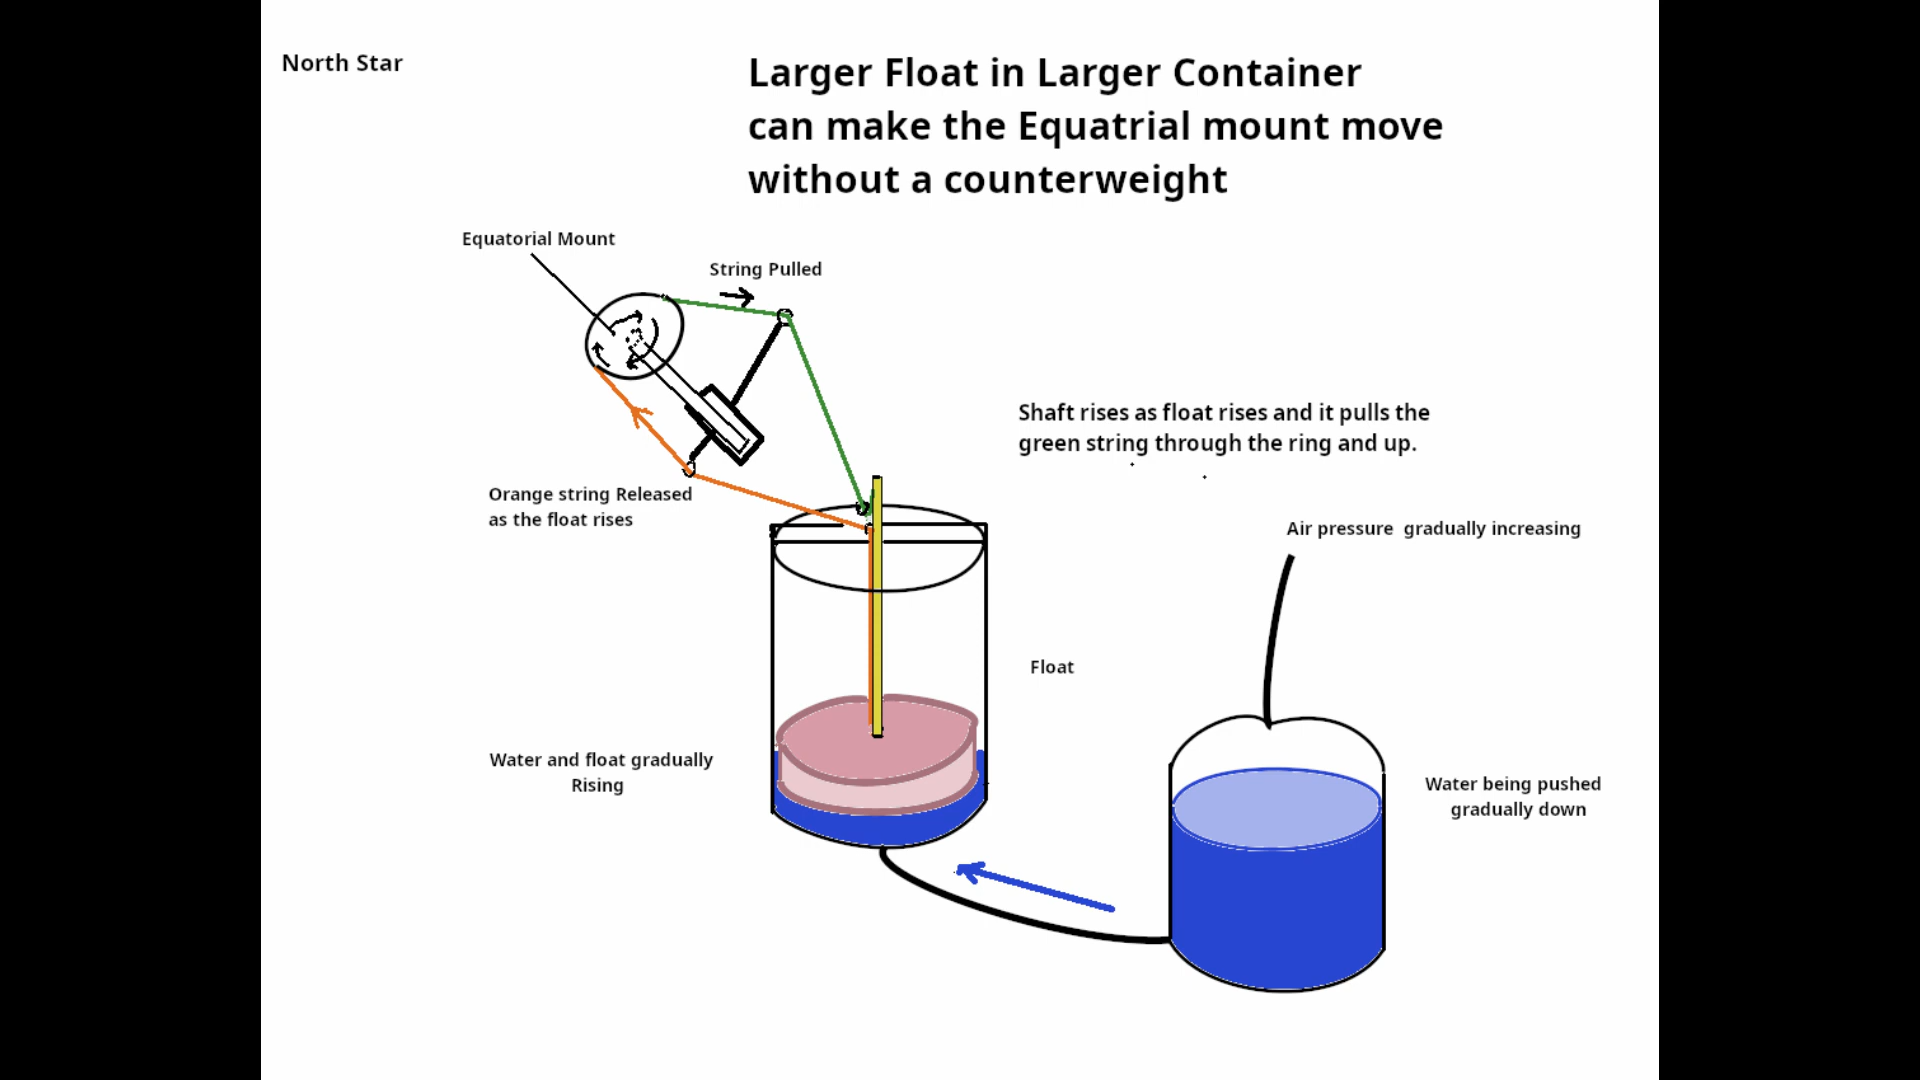 North Star
Larger Float in Larger Container
can make the Equatrial mount move
without a counterweight
Equatorial Mount
String Pulled
Shaft rises as float rises and it pulls the
green string through the ring and up.
Orange string Released
as the float rises
Air pressure  gradually increasing
Float
Water and float gradually
Rising
Water being pushed
gradually down